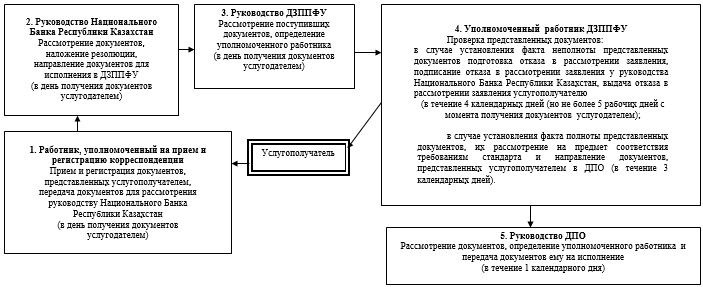 2. Руководство Национального
Банка Республики Казахстан
Рассмотрение документов,
наложение резолюции,
направление документов для
исполнения в ДЗППФУ
(в день получения документов
услугодателем)
3. Руководство ДЗППФУ
Рассмотрение поступивших
документов, определение
уполномоченного работника
(в день получения документов
услугодателем)
4. Уполномоченный работник ДЗППФУ
Проверка представленных документов:
в случае установления факта неполноты представленных
документов подготовка отказа в рассмотрении заявления,
подписание отказа в рассмотрении заявления у руководства
Национального Банка Республики Казахстан, выдача отказа в
рассмотрении заявления услугополучателю
(в течение 4 календарных дней (но не более 5 рабочих дней с
момента получения документов услугодателем);
в случае установления факта полноты представленных
документов, их рассмотрение на предмет соответствия
требованиям стандарта и направление документов,
представленных услугополучателем в ДПО (в течение 3
календарных дней).
1. Работник, уполномоченный на прием и
регистрацию корреспонденции
Прием и регистрация документов,
представленных услугополучателем,
передача документов для рассмотрения
руководству Национального Банка
Республики Казахстан
(в день получения документов
услугодателем)
Услугополучатель
5. Руководство ДПО
Рассмотрение документов, определение уполномоченного работника и
передача документов ему на исполнение
(в течение 1 календарного дня)